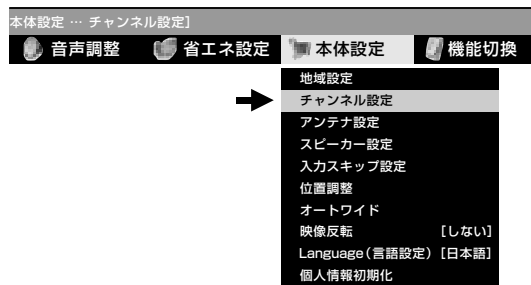 本体設定 … チャンネル設定]
音声調整 省エネ設定 本体設定 機能切換
地域設定
チャンネル設定
アンテナ設定
スピーカー設定
入力スキップ設定
位置調整
オートワイド
映像反転 [しない]
Language(言語設定) [日本語]
個人情報初期化